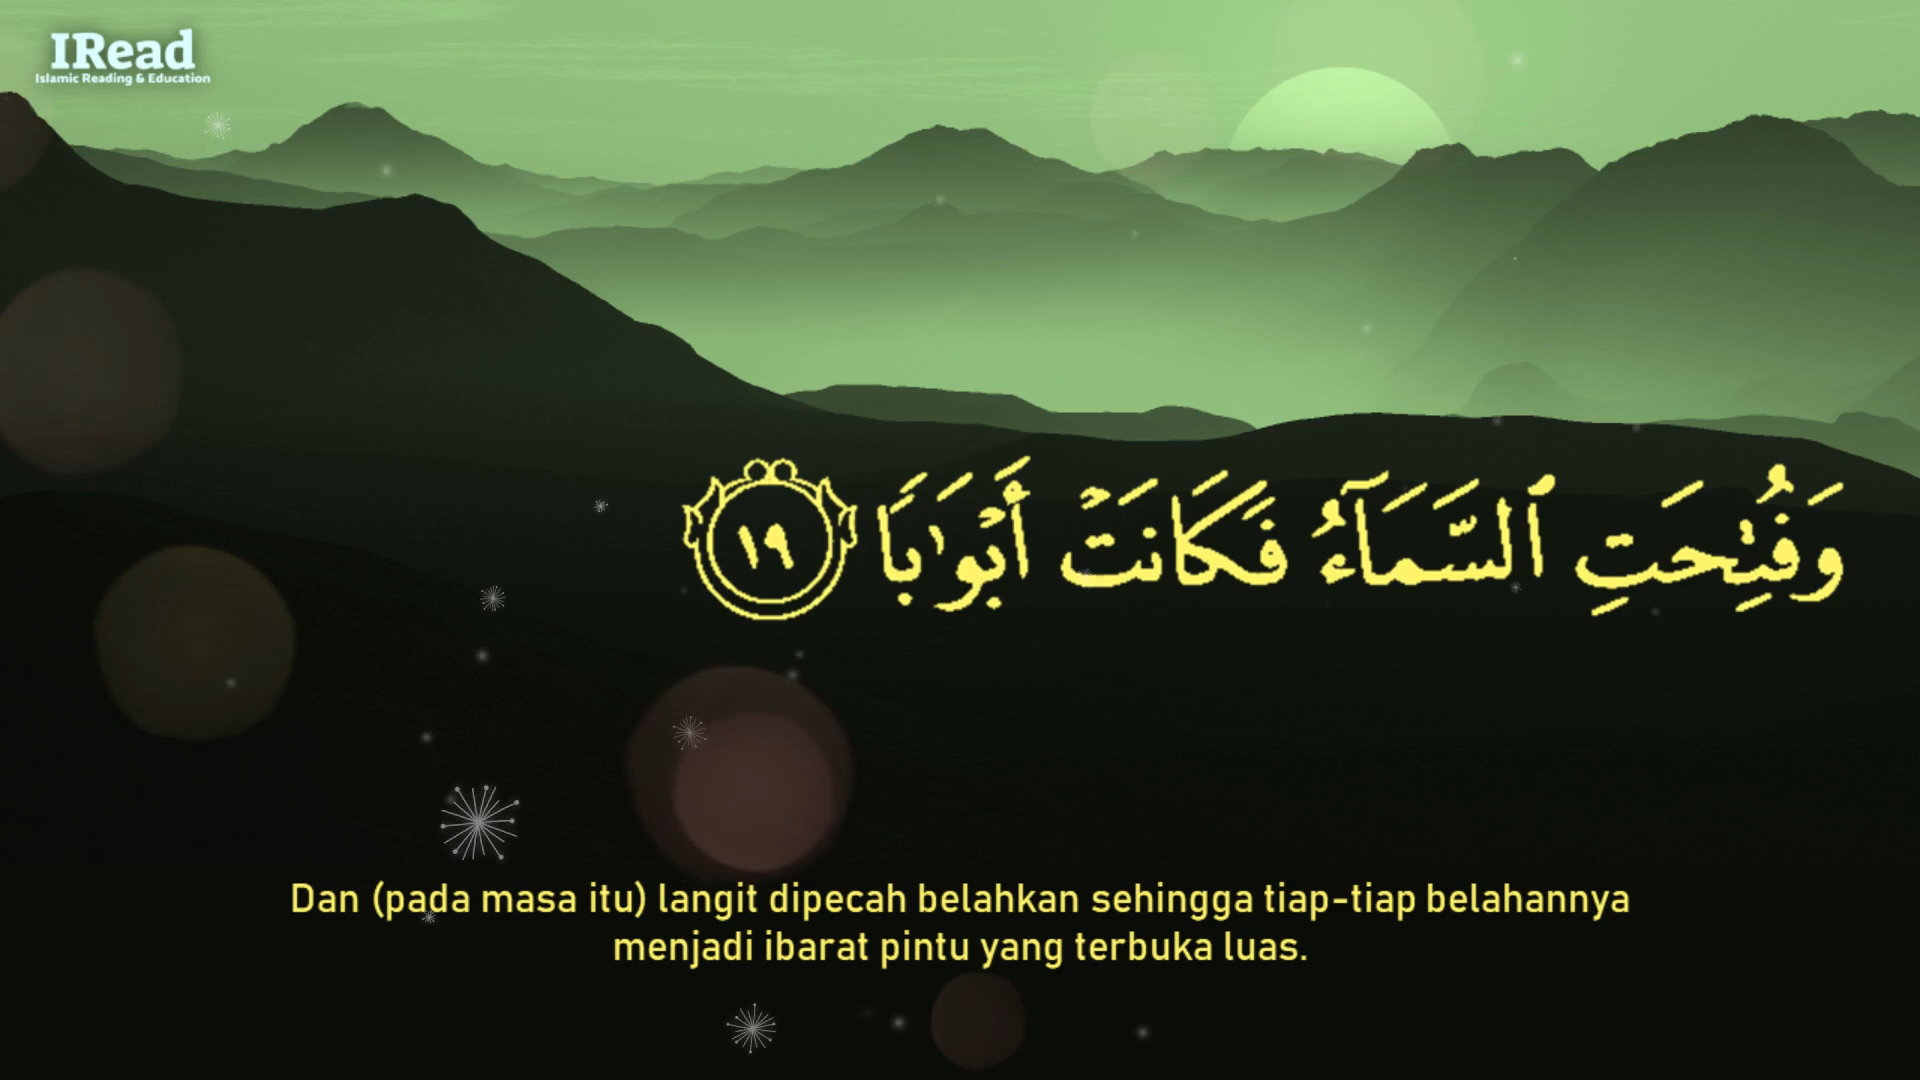 IRead
Islamic Reading & Education
وَفُتِحَتِ ٱلسَّمَآءُ فَكَانَتۡ أَبۡوَٰبٗا ١٩
Dan (pada masa itu) langit dipecah belahkan sehingga tiap-tiap belahannya
menjadi ibarat pintu yang terbuka luas.